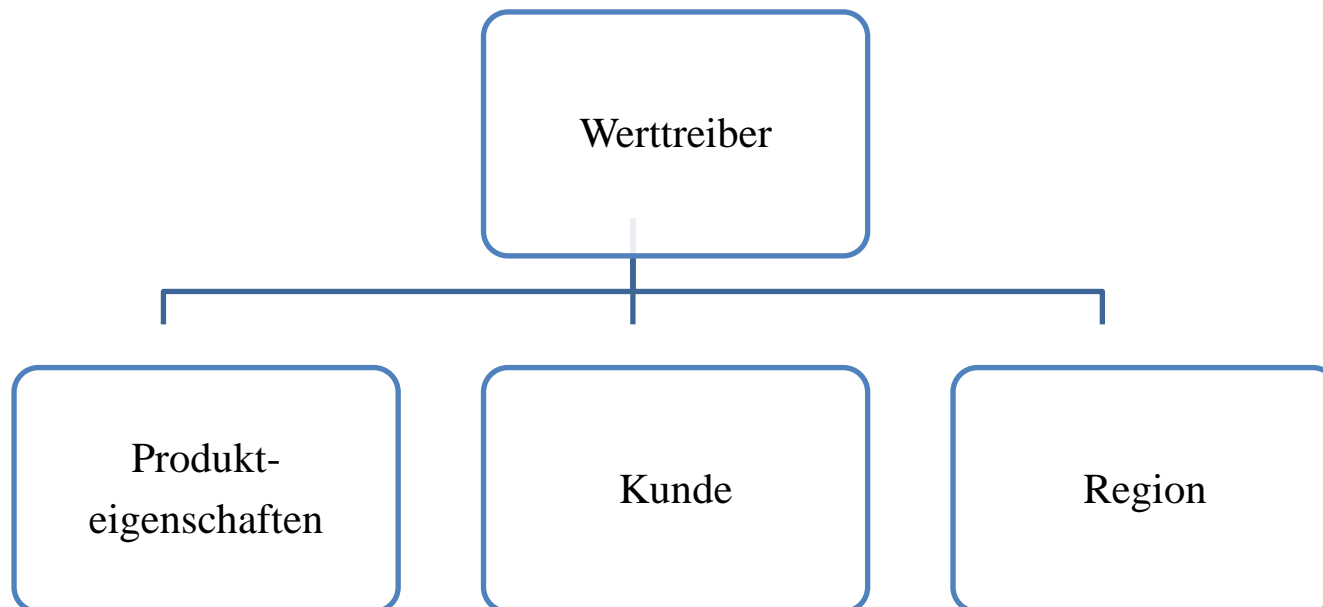 Werttreiber
Produkt-
eigenschaften
Kunde
Region